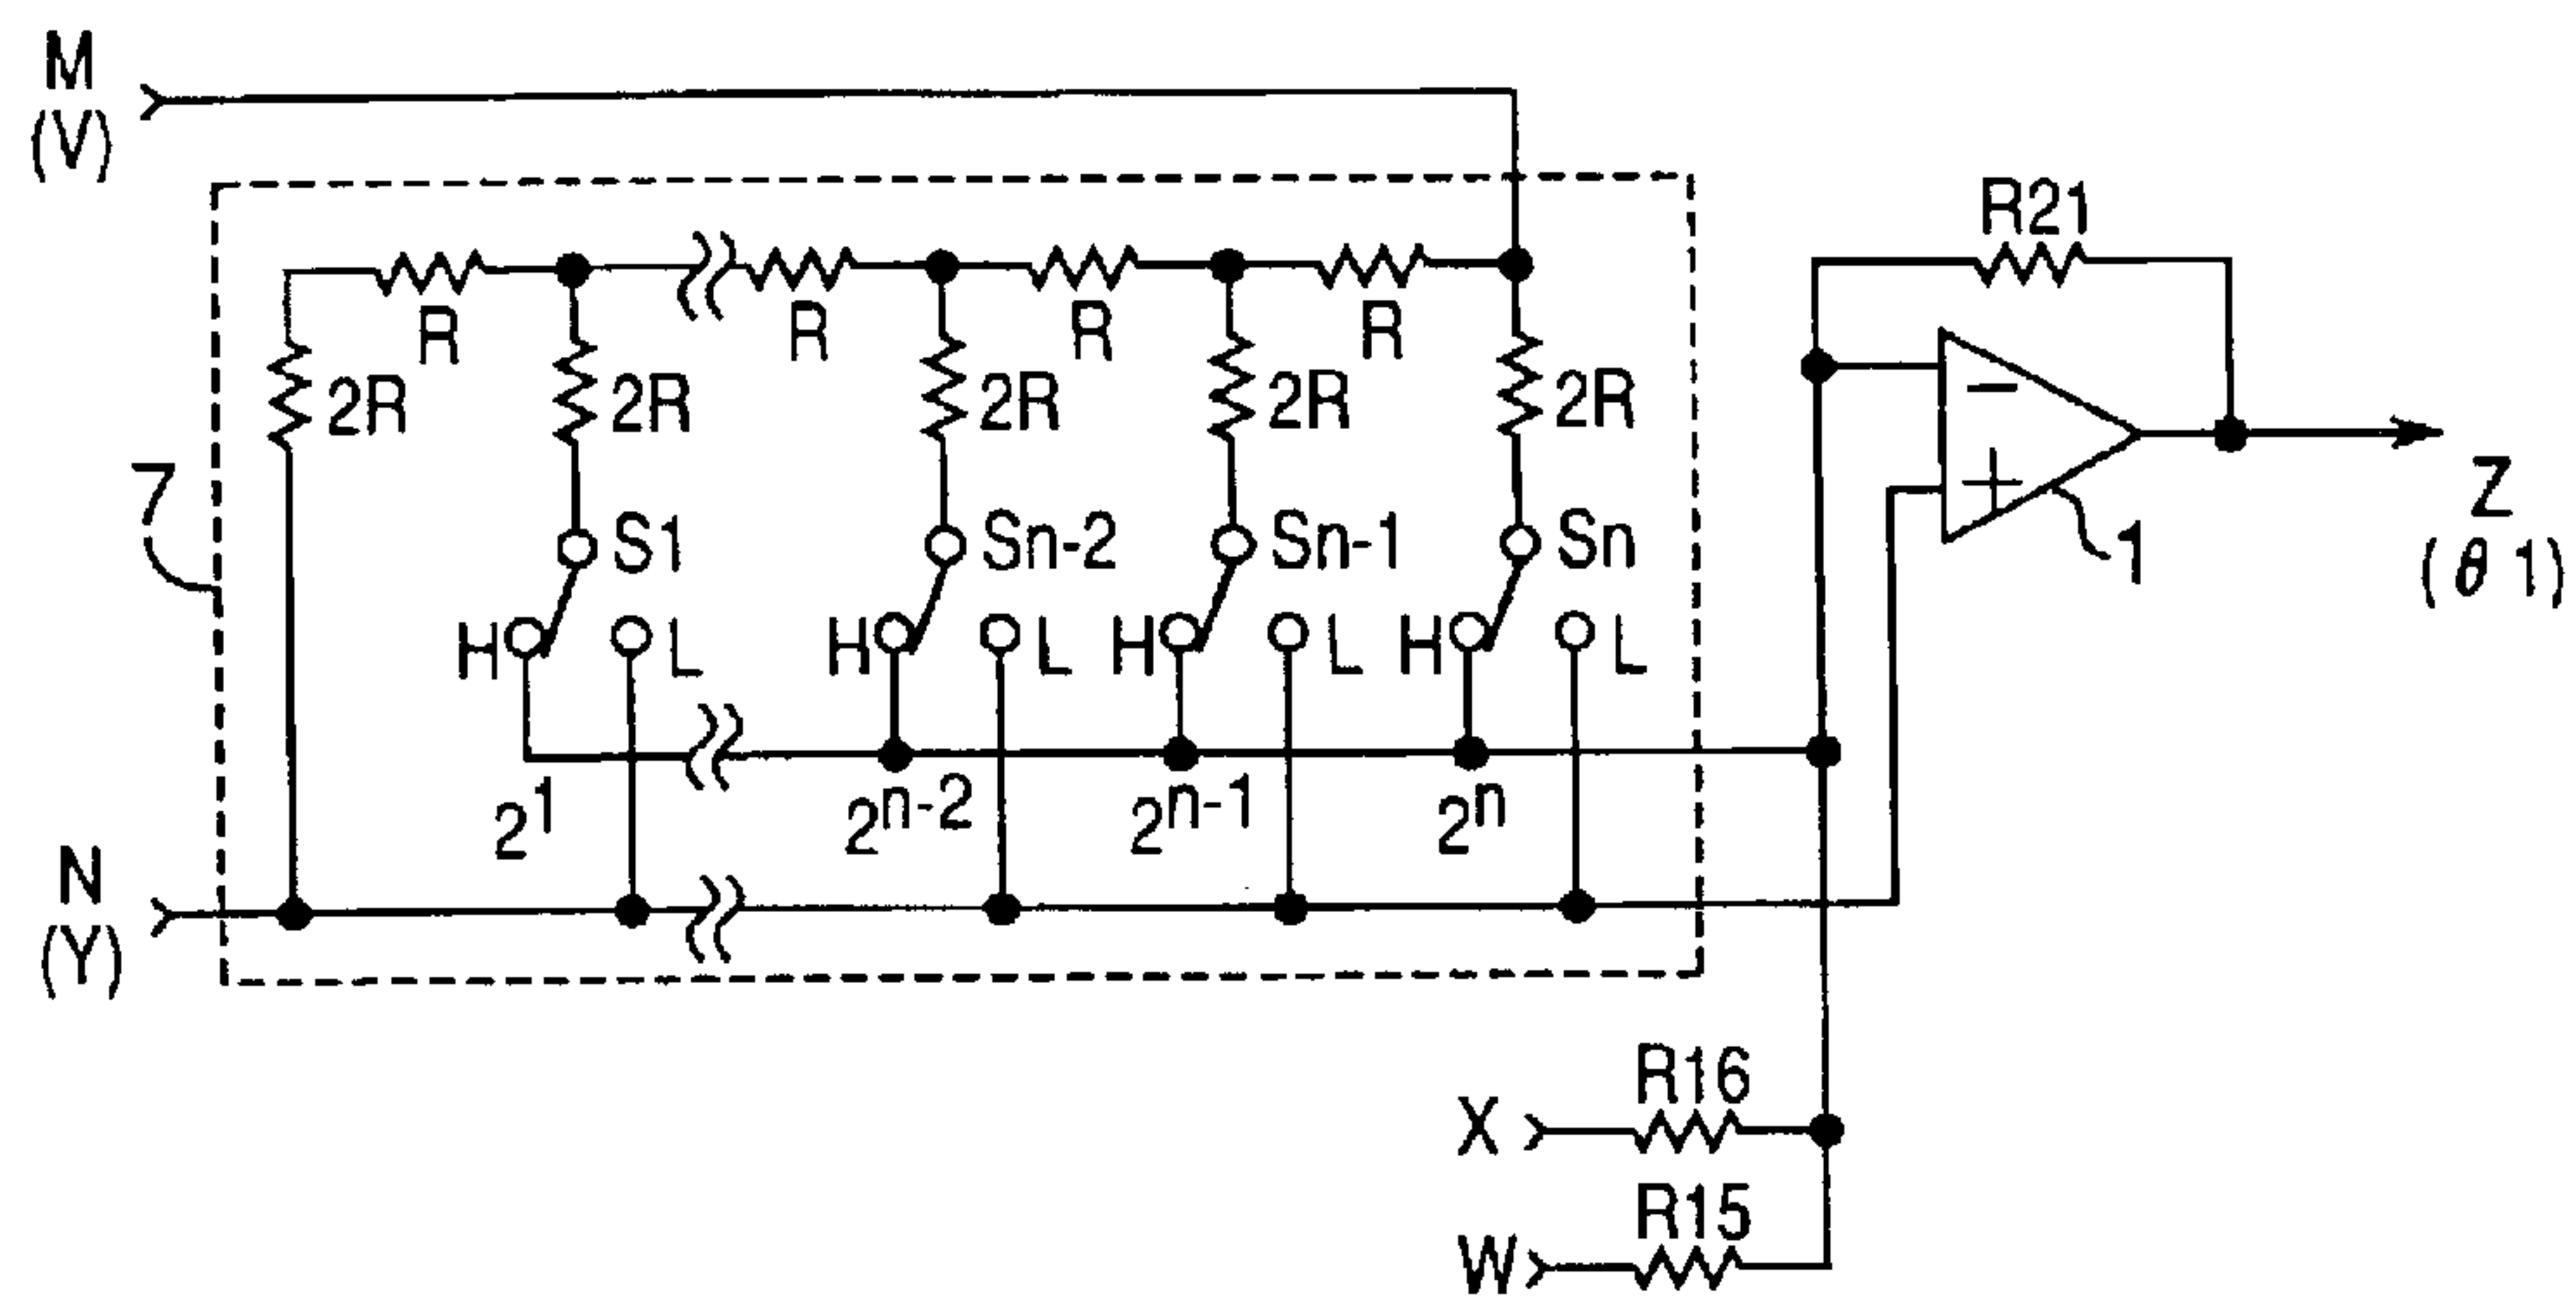 M
(V)
R21
R
R
R
R
2R
2R
2R
2R
2R
7
S1
Sn-2
Sn-1
Sn
H
L
H
L
H
L
H
L
−
+
1
Z
(θ1)
2^1
2^n-2
2^n-1
2^n
N
(Y)
X
R16
W
R15